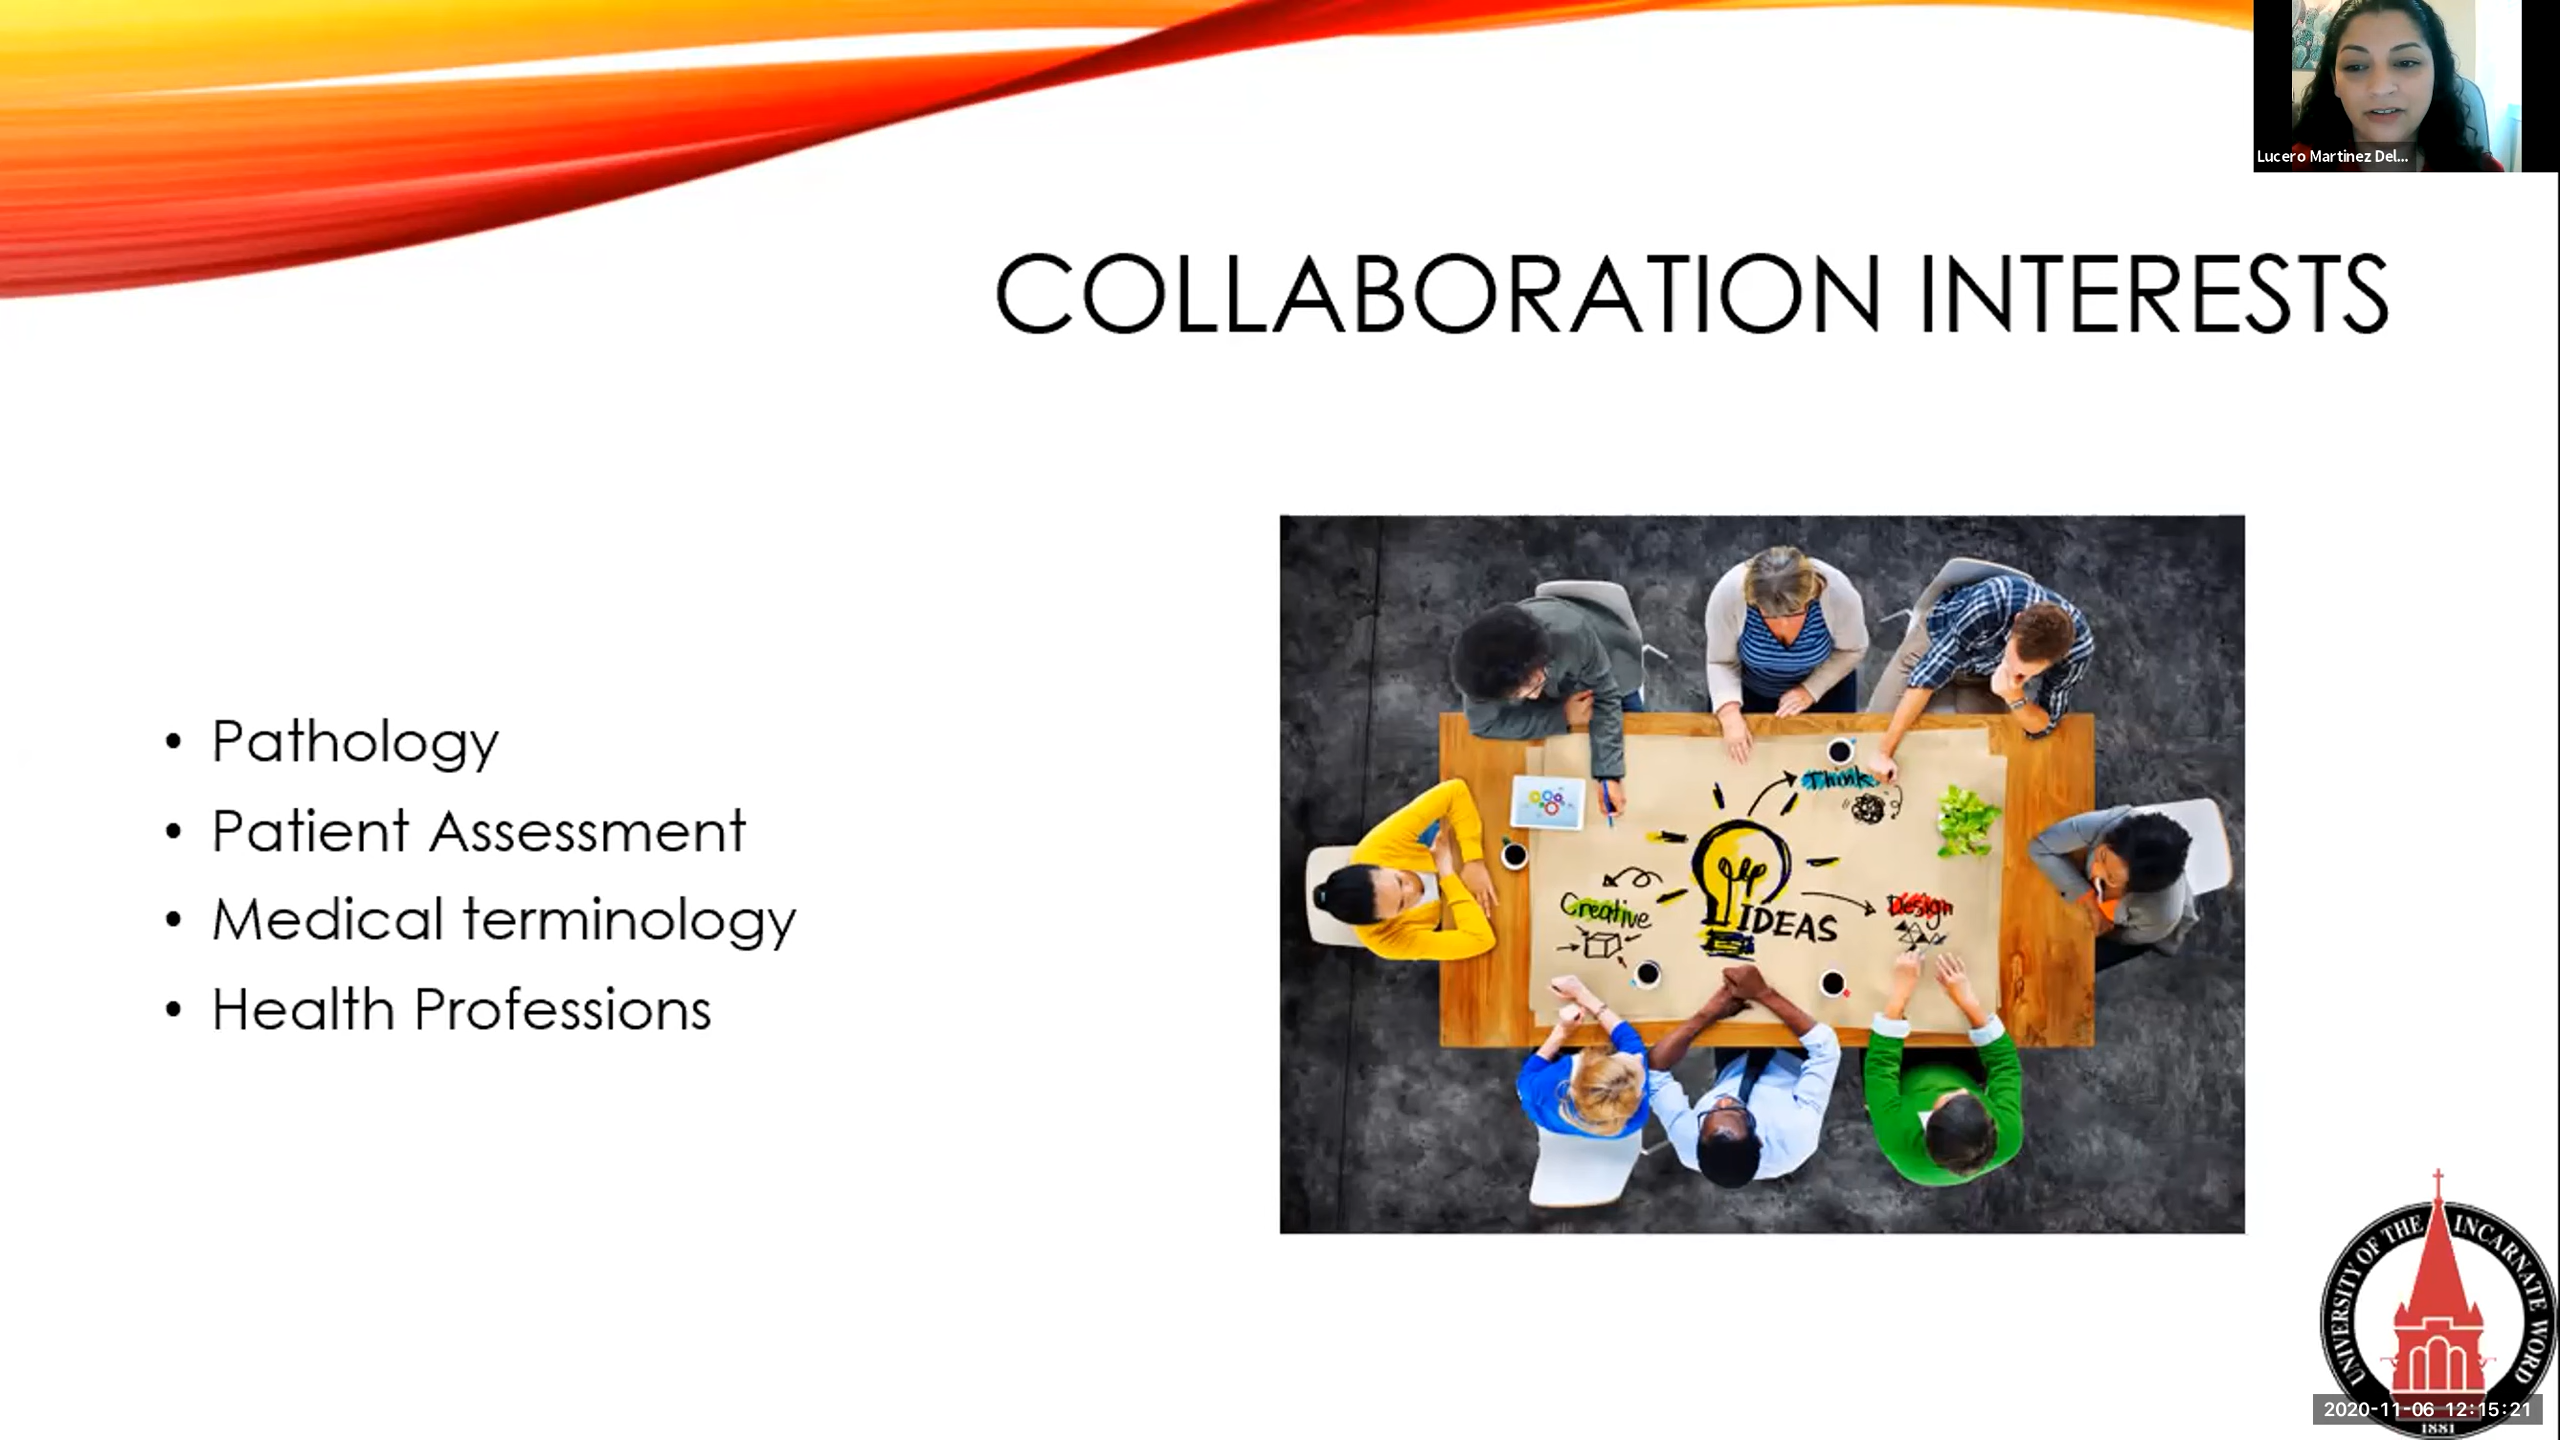 Lucero Martinez Del...
COLLABORATION INTERESTS
• Pathology
• Patient Assessment
• Medical terminology
• Health Professions
Think
Creative
IDEAS
Design
UNIVERSITY OF THE INCARNATE WORD
2020-11-06 12:15:21
1881